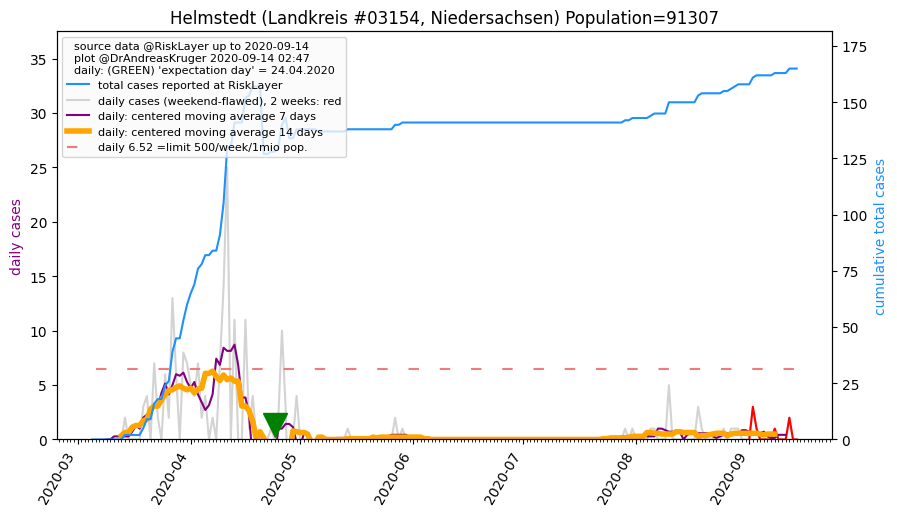 Helmstedt (Landkreis #03154, Niedersachsen) Population=91307
source data @RiskLayer up to 2020-09-14
plot @DrAndreasKruger 2020-09-14 02:47
daily: (GREEN) 'expectation day' = 24.04.2020
total cases reported at RiskLayer
daily cases (weekend-flawed), 2 weeks: red
daily: centered moving average 7 days
daily: centered moving average 14 days
daily 6.52 =limit 500/week/1mio pop.
daily cases
35
30
25
20
15
10
5
0
cumulative total cases
175
150
125
100
75
50
25
0
2020-03
2020-04
2020-05
2020-06
2020-07
2020-08
2020-09